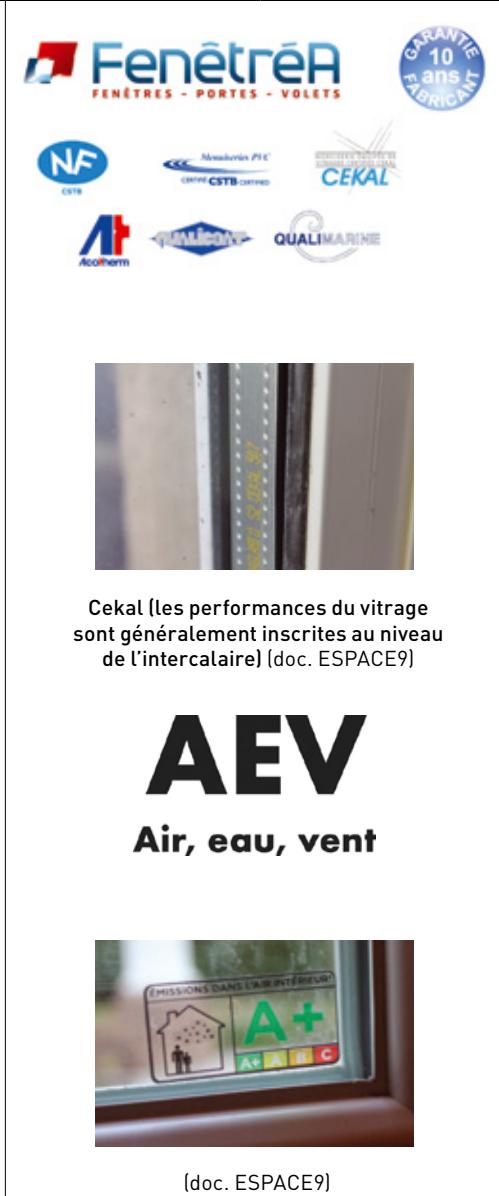 FenêtréA
FENÊTRES - PORTES - VOLETS
GARANTIE
10
ans
FABRICANT
NF
CSTB
Menuiseries PVC
CERTIFIÉ CSTB CERTIFIED
CEKAL
Acotherm
QUALICOAT
QUALIMARINE
Cekal (les performances du vitrage
sont généralement inscrites au niveau
de l'intercalaire) (doc. ESPACE9)
AEV
Air, eau, vent
ÉMISSIONS DANS L'AIR INTÉRIEUR*
A+
A+ A B C
(doc. ESPACE9)